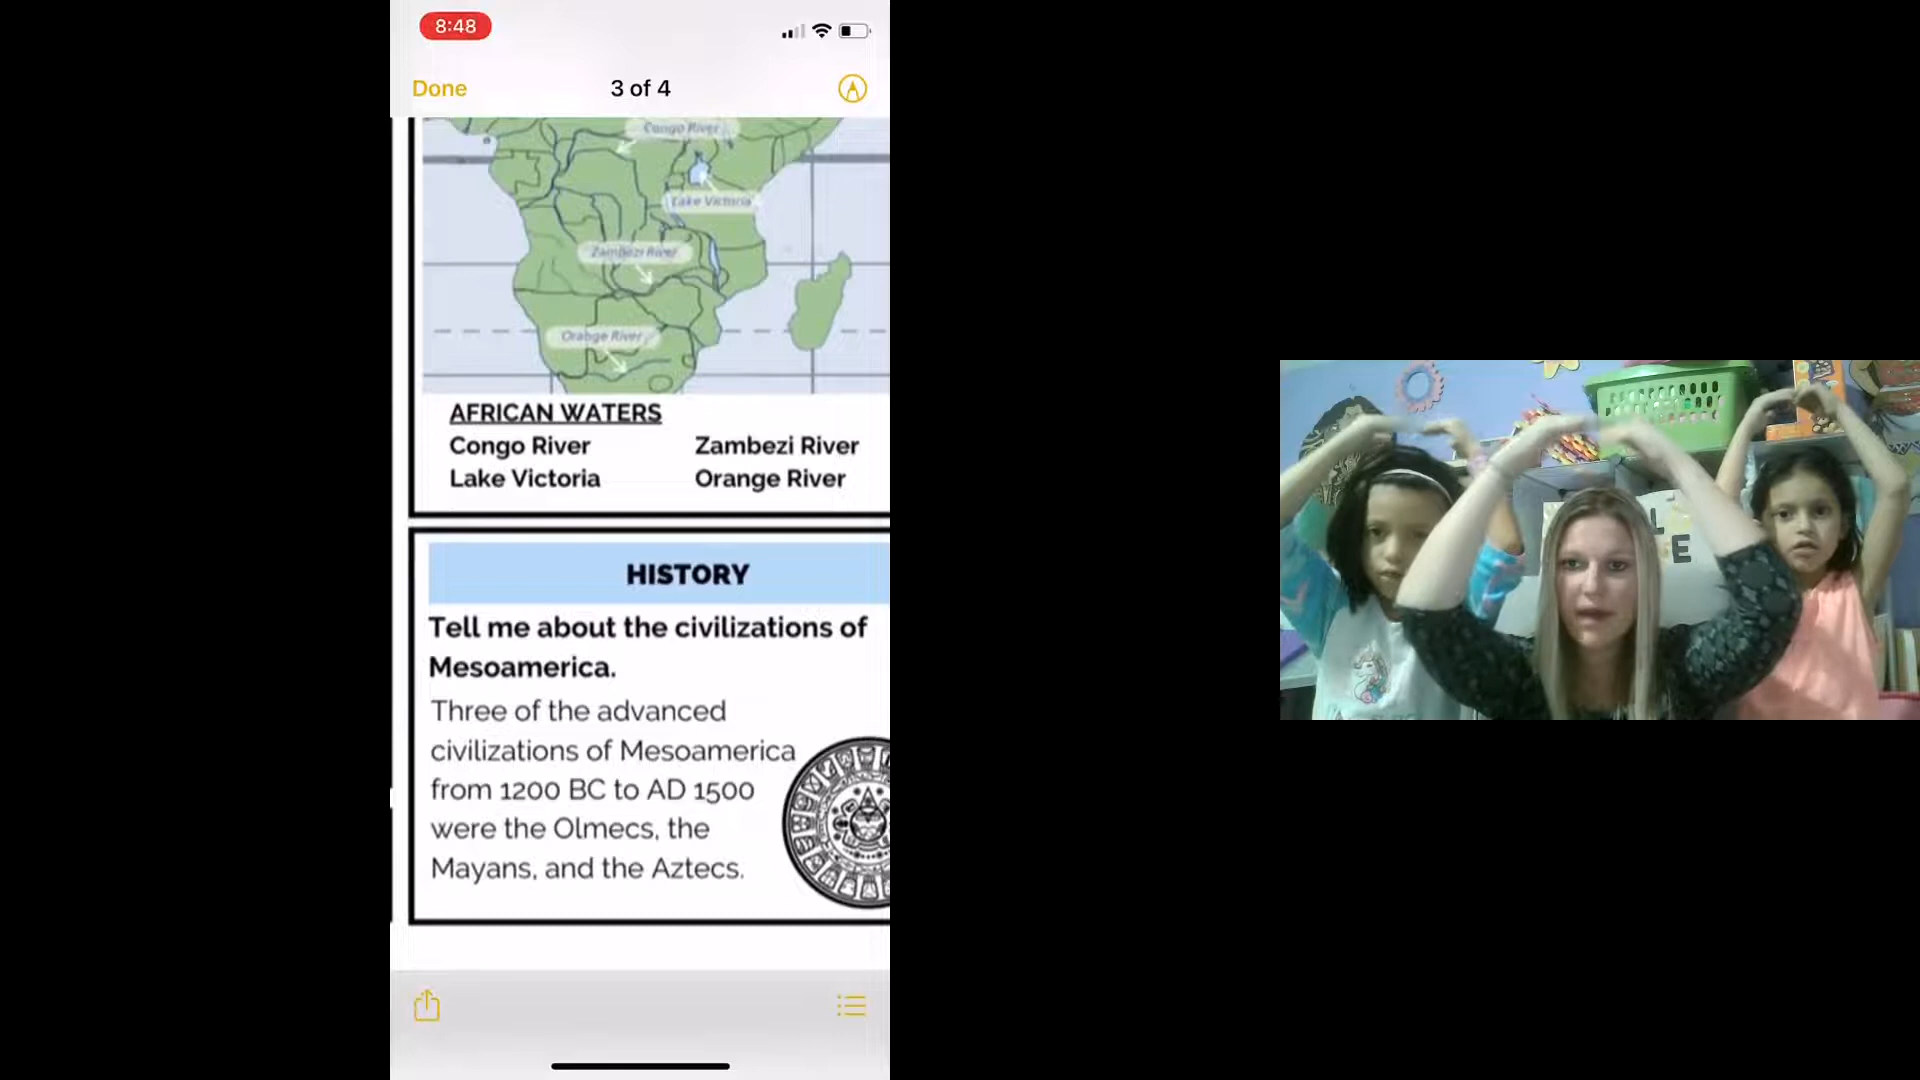 8:48
Done
3 of 4
Congo River
Lake Victoria
Zambezi River
Orange River
AFRICAN WATERS
Congo River
Zambezi River
Lake Victoria
Orange River
HISTORY
Tell me about the civilizations of
Mesoamerica.
Three of the advanced
civilizations of Mesoamerica
from 1200 BC to AD 1500
were the Olmecs, the
Mayans, and the Aztecs.
L
E